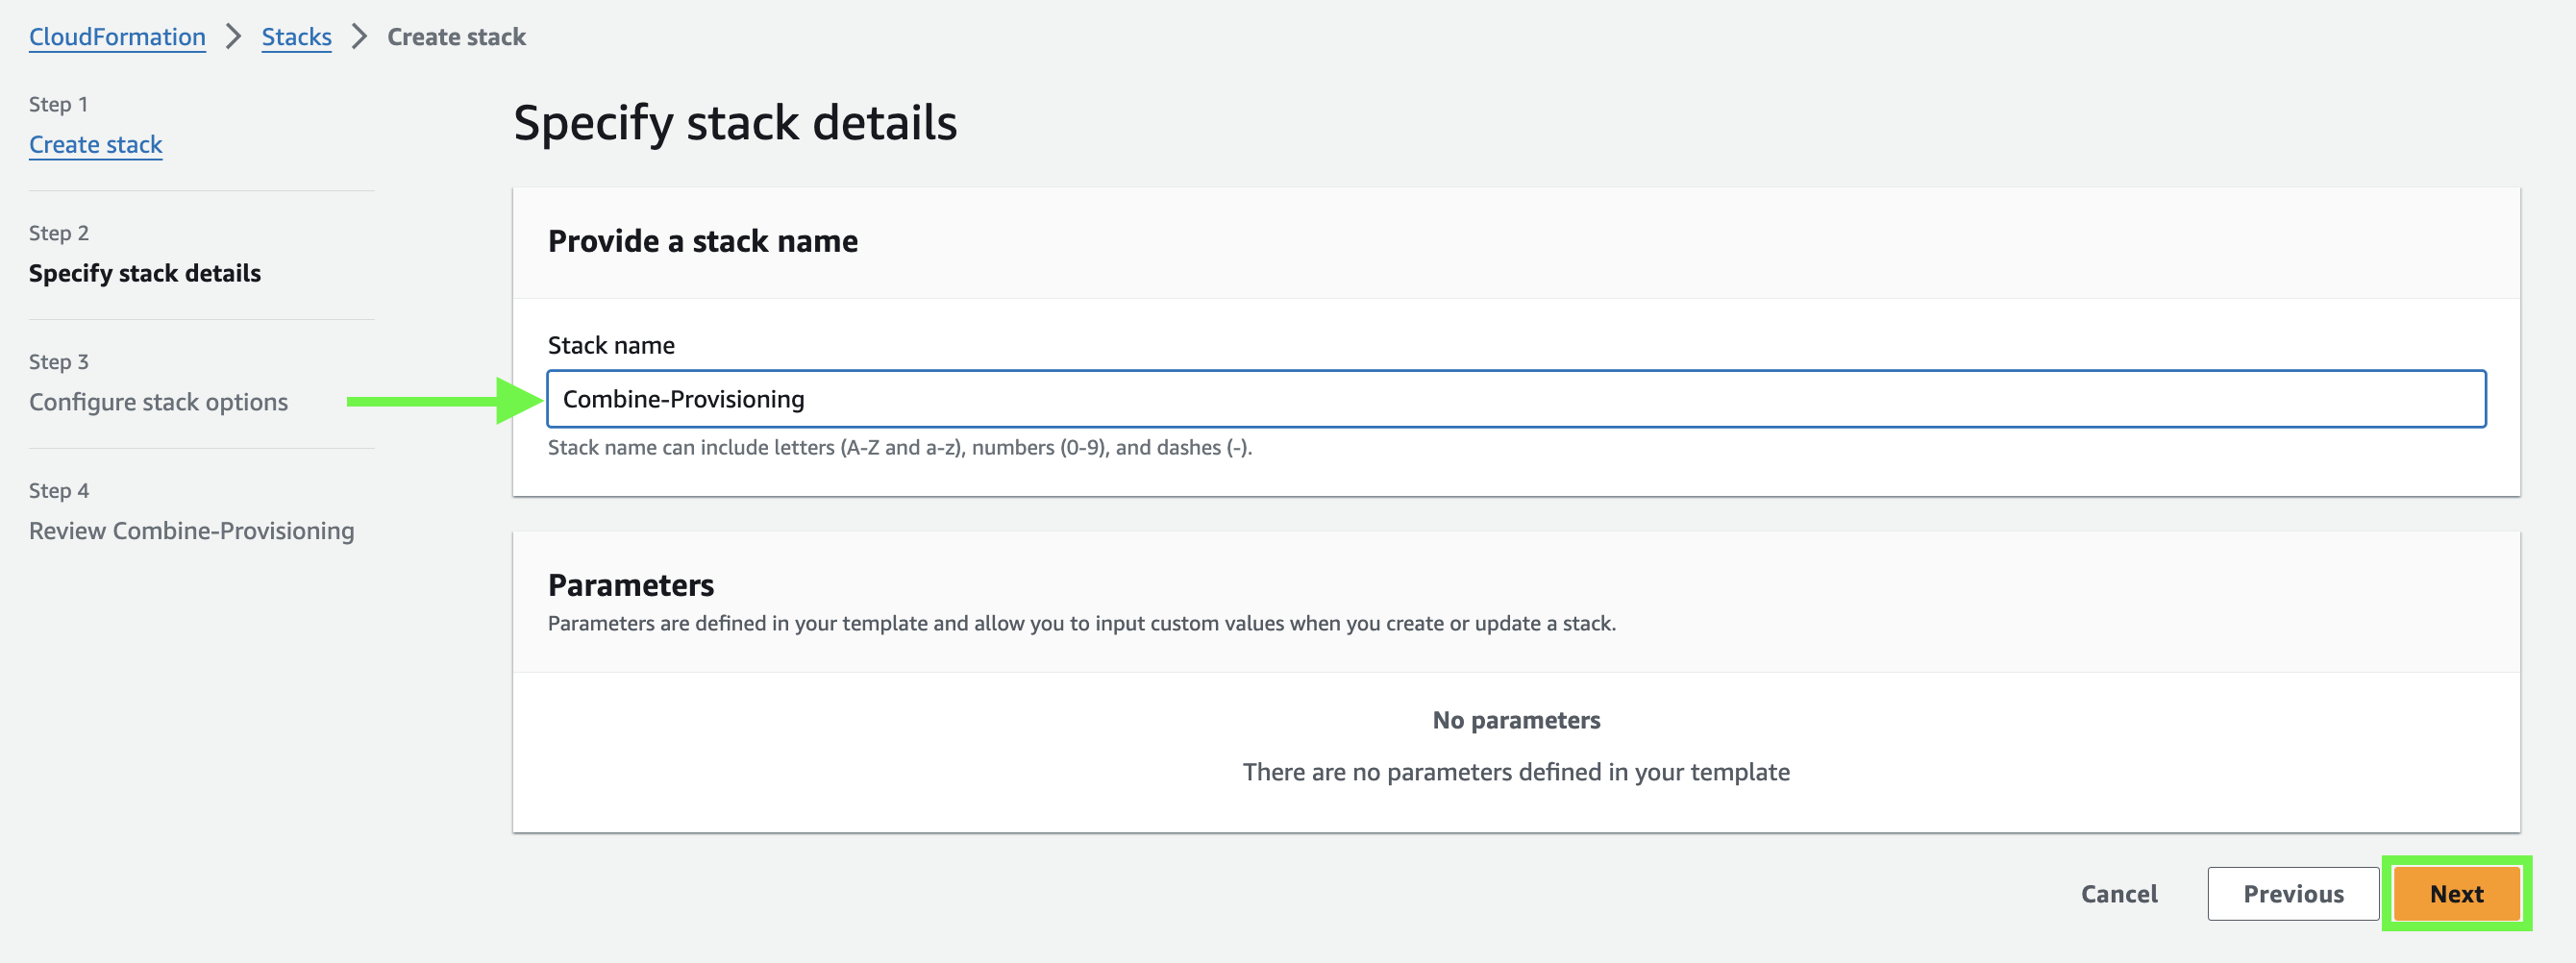 CloudFormation > Stacks > Create stack
Step 1
Create stack
Step 2
Specify stack details
Step 3
Configure stack options
Step 4
Review Combine-Provisioning
Specify stack details
Provide a stack name
Stack name
Combine-Provisioning
Stack name can include letters (A-Z and a-z), numbers (0-9), and dashes (-).
Parameters
Parameters are defined in your template and allow you to input custom values when you create or update a stack.
No parameters
There are no parameters defined in your template
Cancel Previous Next